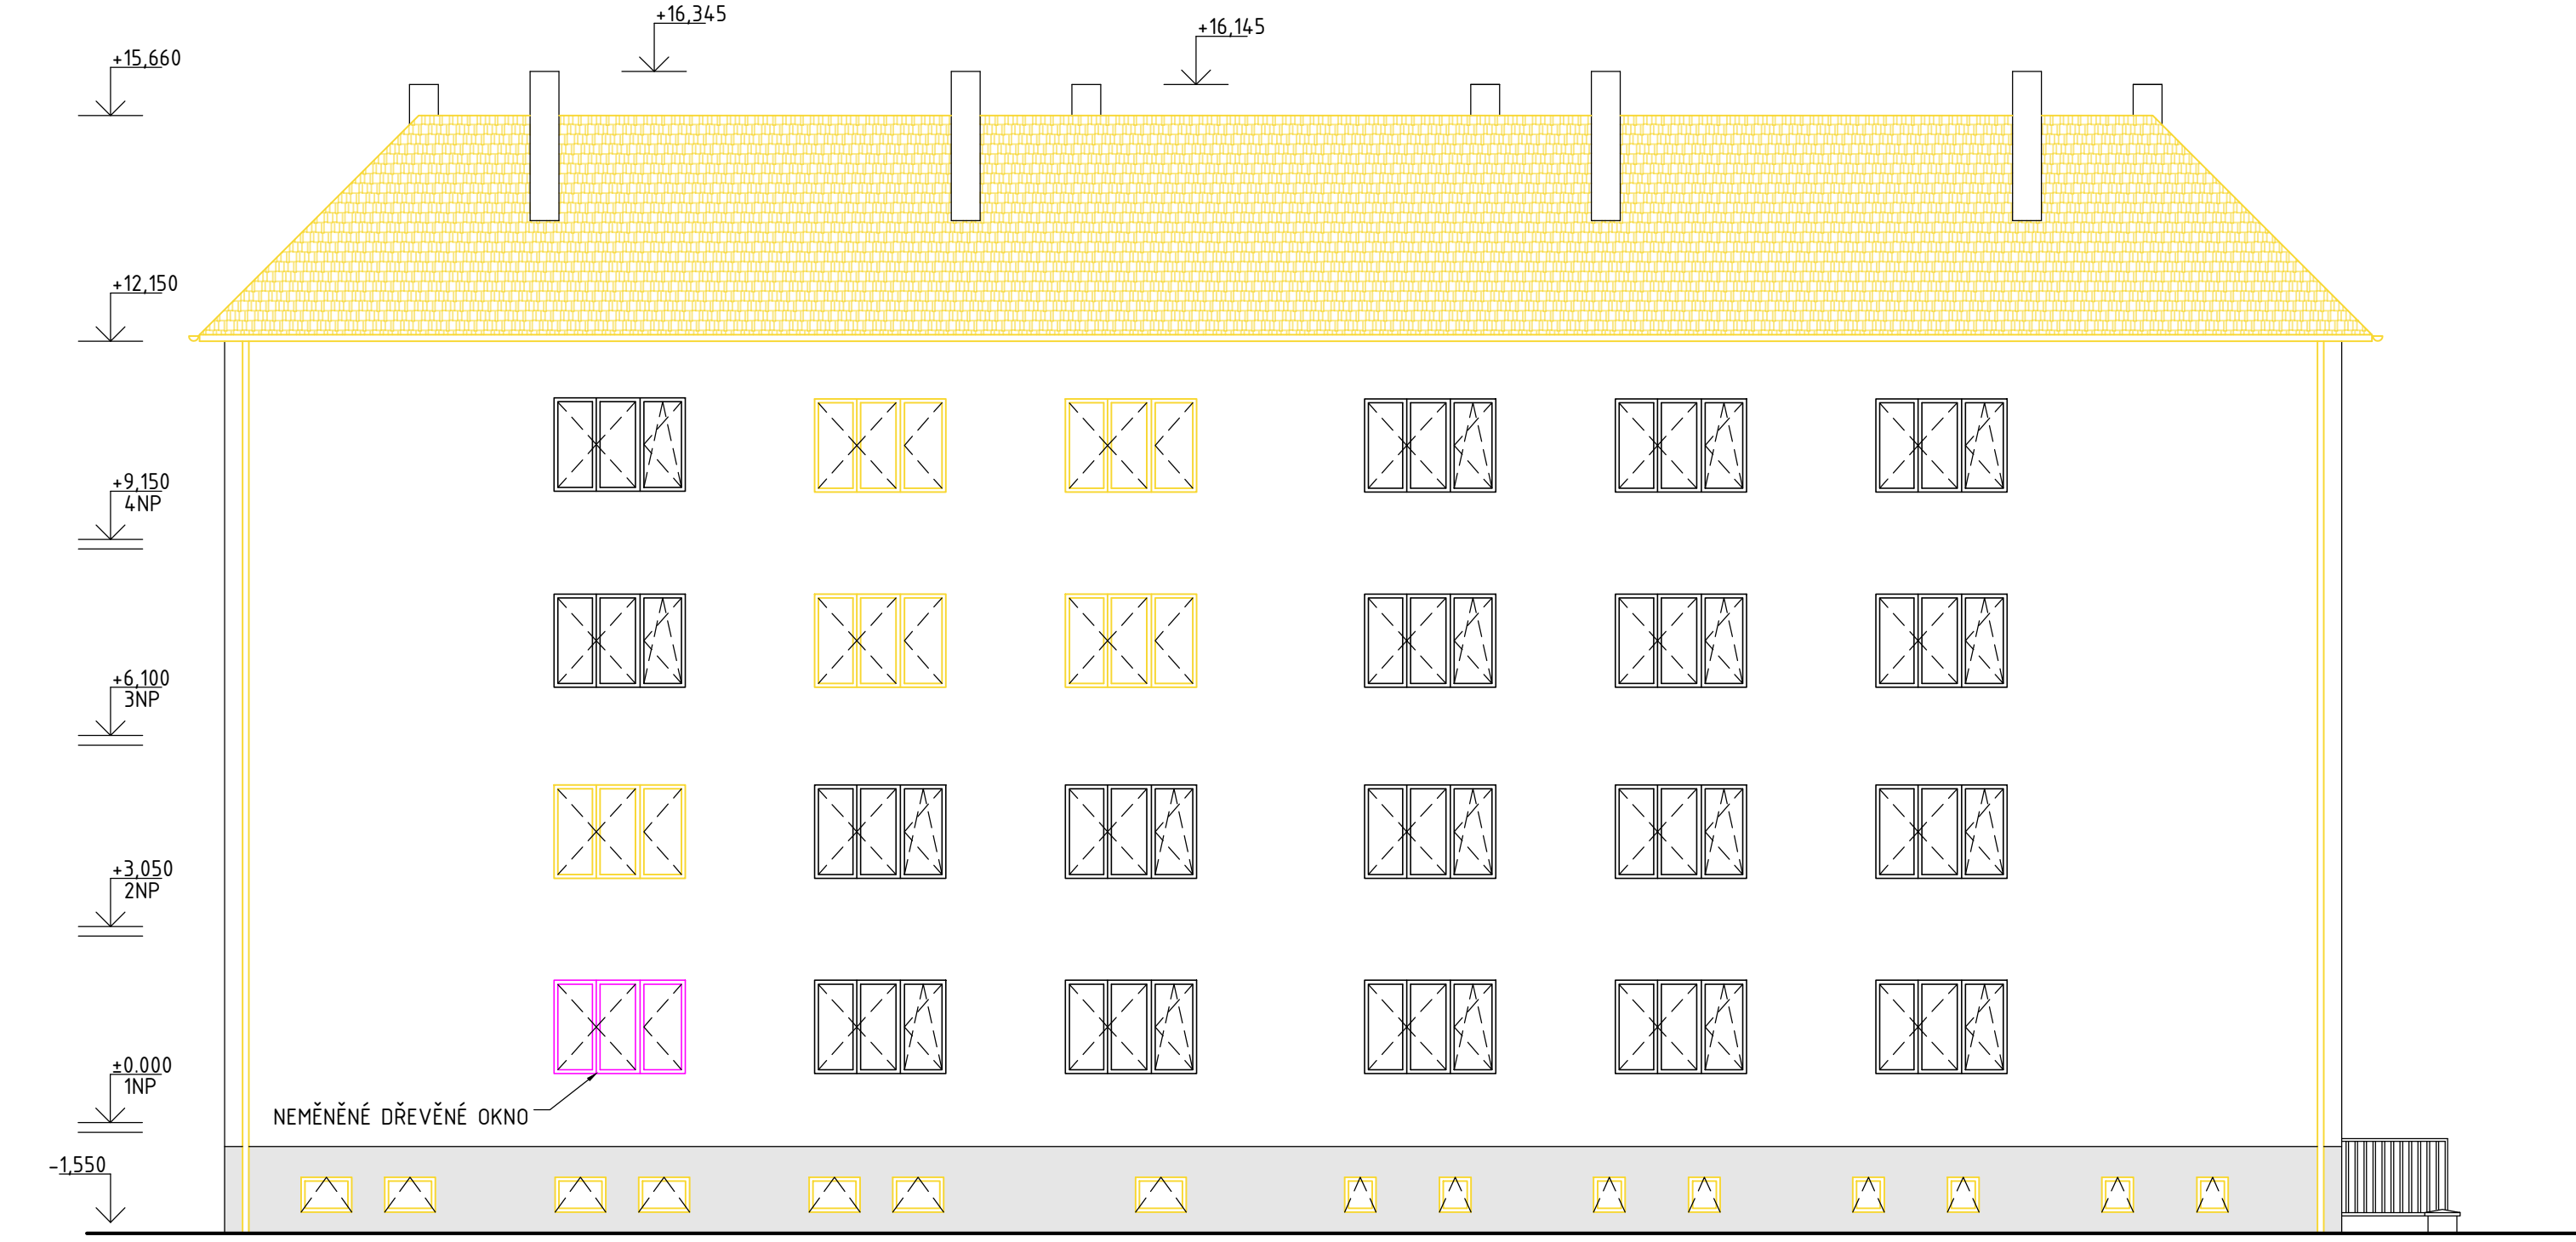 +16,345
+16,145
+15,660
+12,150
+9,150
4NP
+6,100
3NP
+3,050
2NP
±0.000
1NP
NEMĚNĚNÉ DŘEVĚNÉ OKNO
-1,550